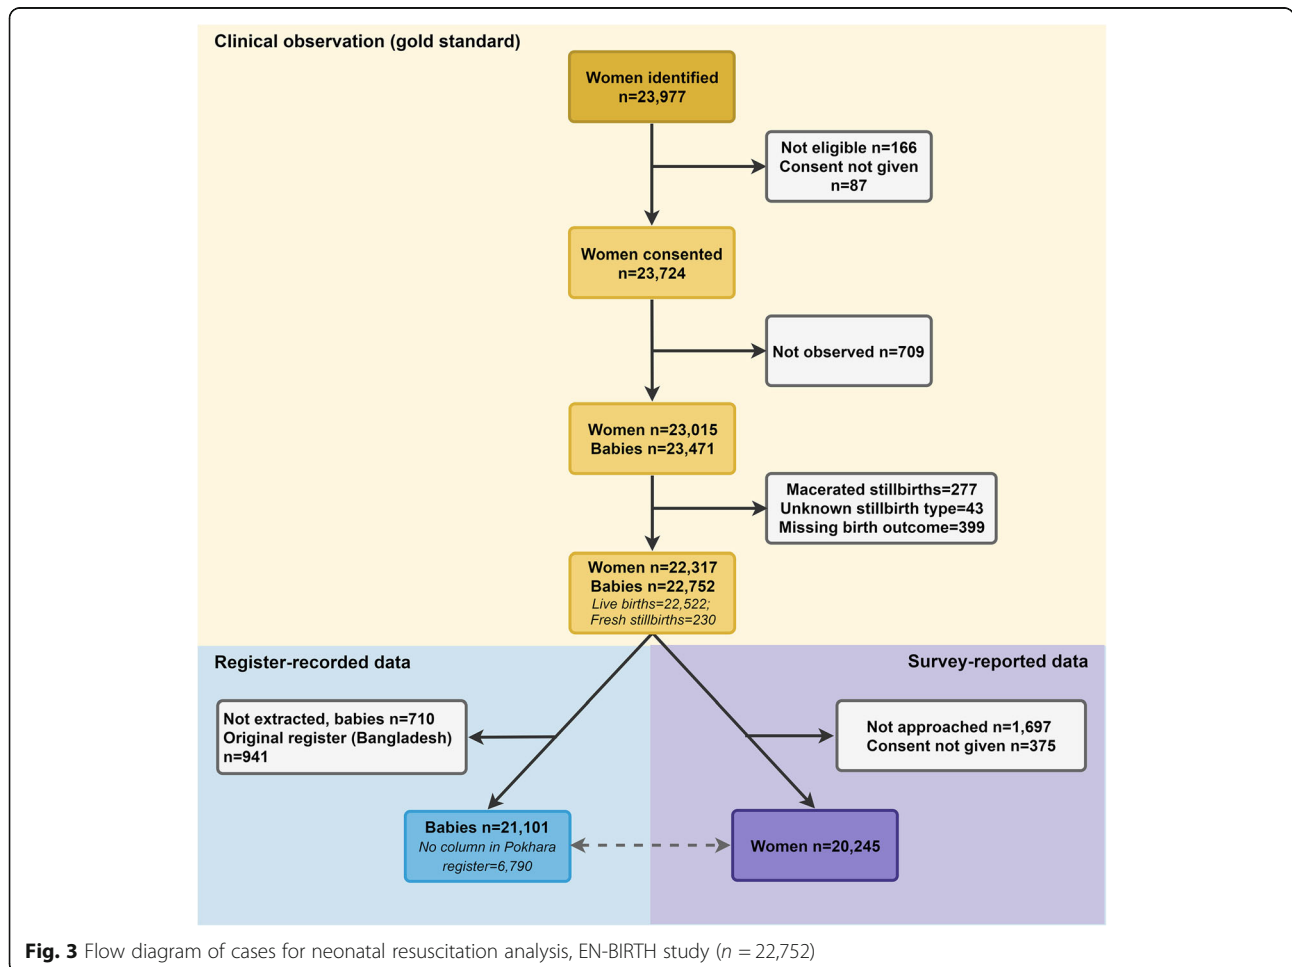 Clinical observation (gold standard)
Women identified
n=23,977
Not eligible n=166
Consent not given
n=87
Women consented
n=23,724
Not observed n=709
Women n=23,015
Babies n=23,471
Macerated stillbirths=277
Unknown stillbirth type=43
Missing birth outcome=399
Women n=22,317
Babies n=22,752
Live births=22,522;
Fresh stillbirths=230
Register-recorded data
Survey-reported data
Not extracted, babies n=710
Original register (Bangladesh)
n=941
Not approached n=1,697
Consent not given n=375
Babies n=21,101
No column in Pokhara
register=6,790
Women n=20,245
Fig. 3 Flow diagram of cases for neonatal resuscitation analysis, EN-BIRTH study (n = 22,752)